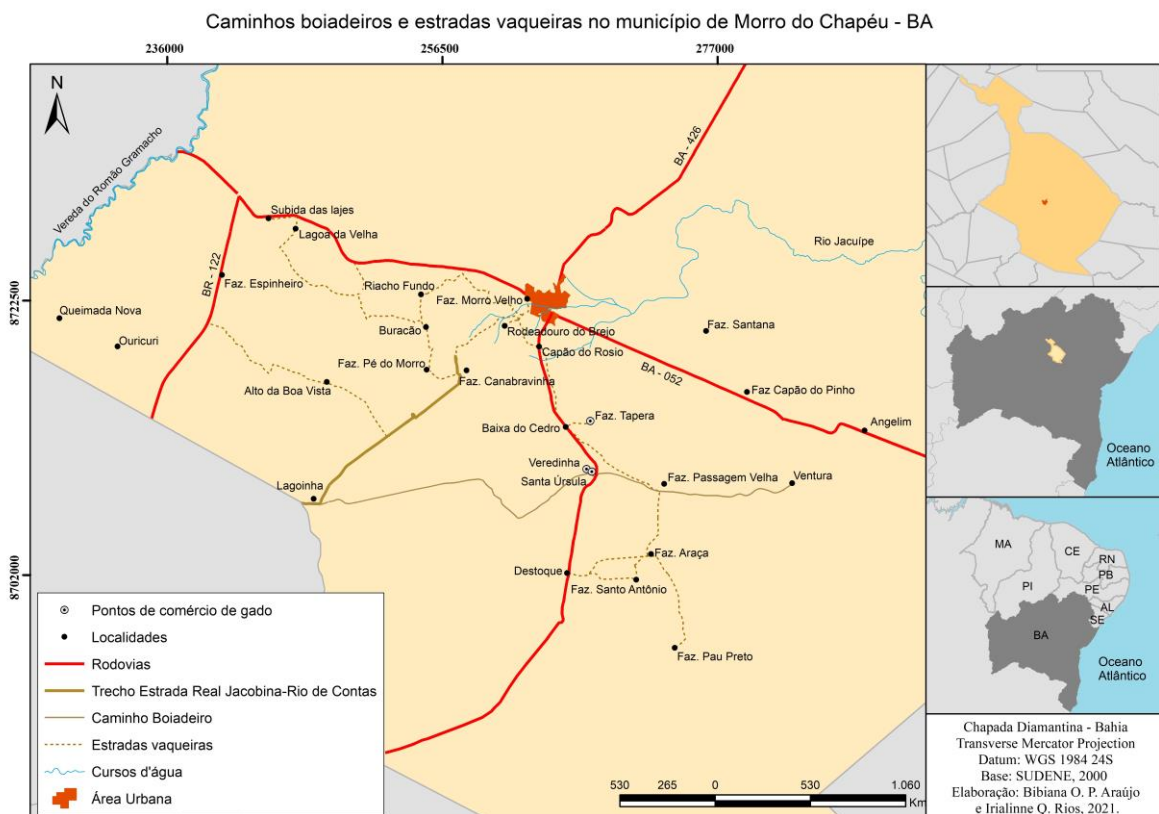 Caminhos boiadeiros e estradas vaqueiras no município de Morro do Chapéu - BA
236000
256500
277000
8722500
8702000
N
Vereda do Romão Gramacho
BA - 426
Rio Jacuípe
Subida das lajes
Lagoa da Velha
BR - 122
Faz. Espinheiro
Riacho Fundo
Faz. Morro Velho
Queimada Nova
Buracão
Rodeadouro do Brejo
Faz. Santana
Ouricuri
Capão do Rosio
Faz. Pé do Morro
Faz. Canabravinha
BA - 052
Alto da Boa Vista
Faz Capão do Pinho
Faz. Tapera
Baixa do Cedro
Angelim
Veredinha
Santa Úrsula
Faz. Passagem Velha
Ventura
Lagoinha
Faz. Araça
Destoque
Faz. Santo Antônio
Faz. Pau Preto
Pontos de comércio de gado
Localidades
Rodovias
Trecho Estrada Real Jacobina-Rio de Contas
Caminho Boiadeiro
Estradas vaqueiras
Cursos d'água
Área Urbana
530 265 0 530 1.060
Km
Oceano
Atlântico
MA
CE
RN
PB
PI
PE
AL
SE
BA
Oceano
Atlântico
Chapada Diamantina - Bahia
Transverse Mercator Projection
Datum: WGS 1984 24S
Base: SUDENE, 2000
Elaboração: Bibiana O. P. Araújo
e Irialinne Q. Rios, 2021.